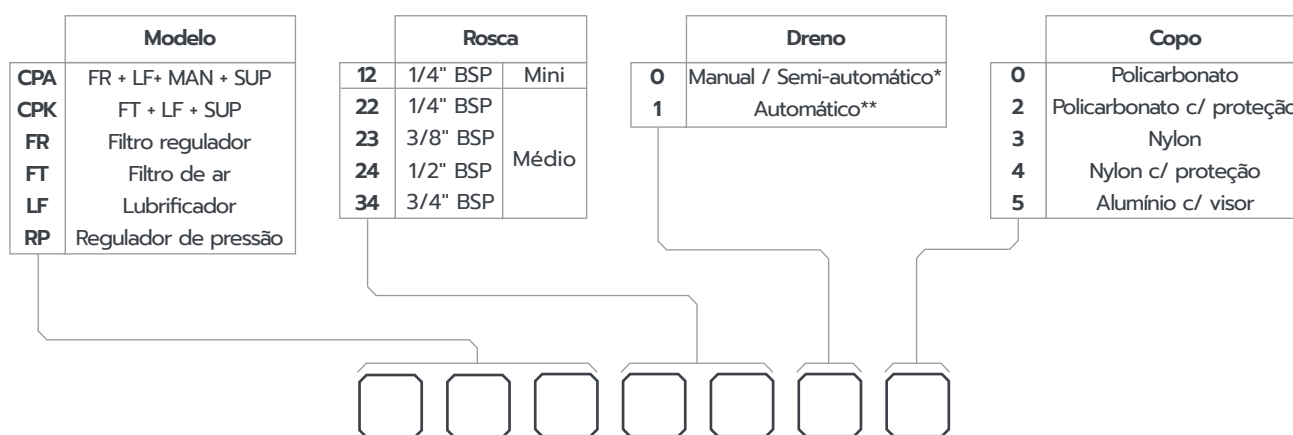 Modelo
CPA FR + LF+ MAN + SUP
CPK FT + LF + SUP
FR Filtro regulador
FT Filtro de ar
LF Lubrificador
RP Regulador de pressão
Rosca
12 1/4" BSP Mini
22 1/4" BSP
23 3/8" BSP
Médio
24 1/2" BSP
34 3/4" BSP
Dreno
0 Manual / Semi-automático*
1 Automático**
Copo
0 Policarbonato
2 Policarbonato c/ proteção
3 Nylon
4 Nylon c/ proteção
5 Alumínio c/ visor